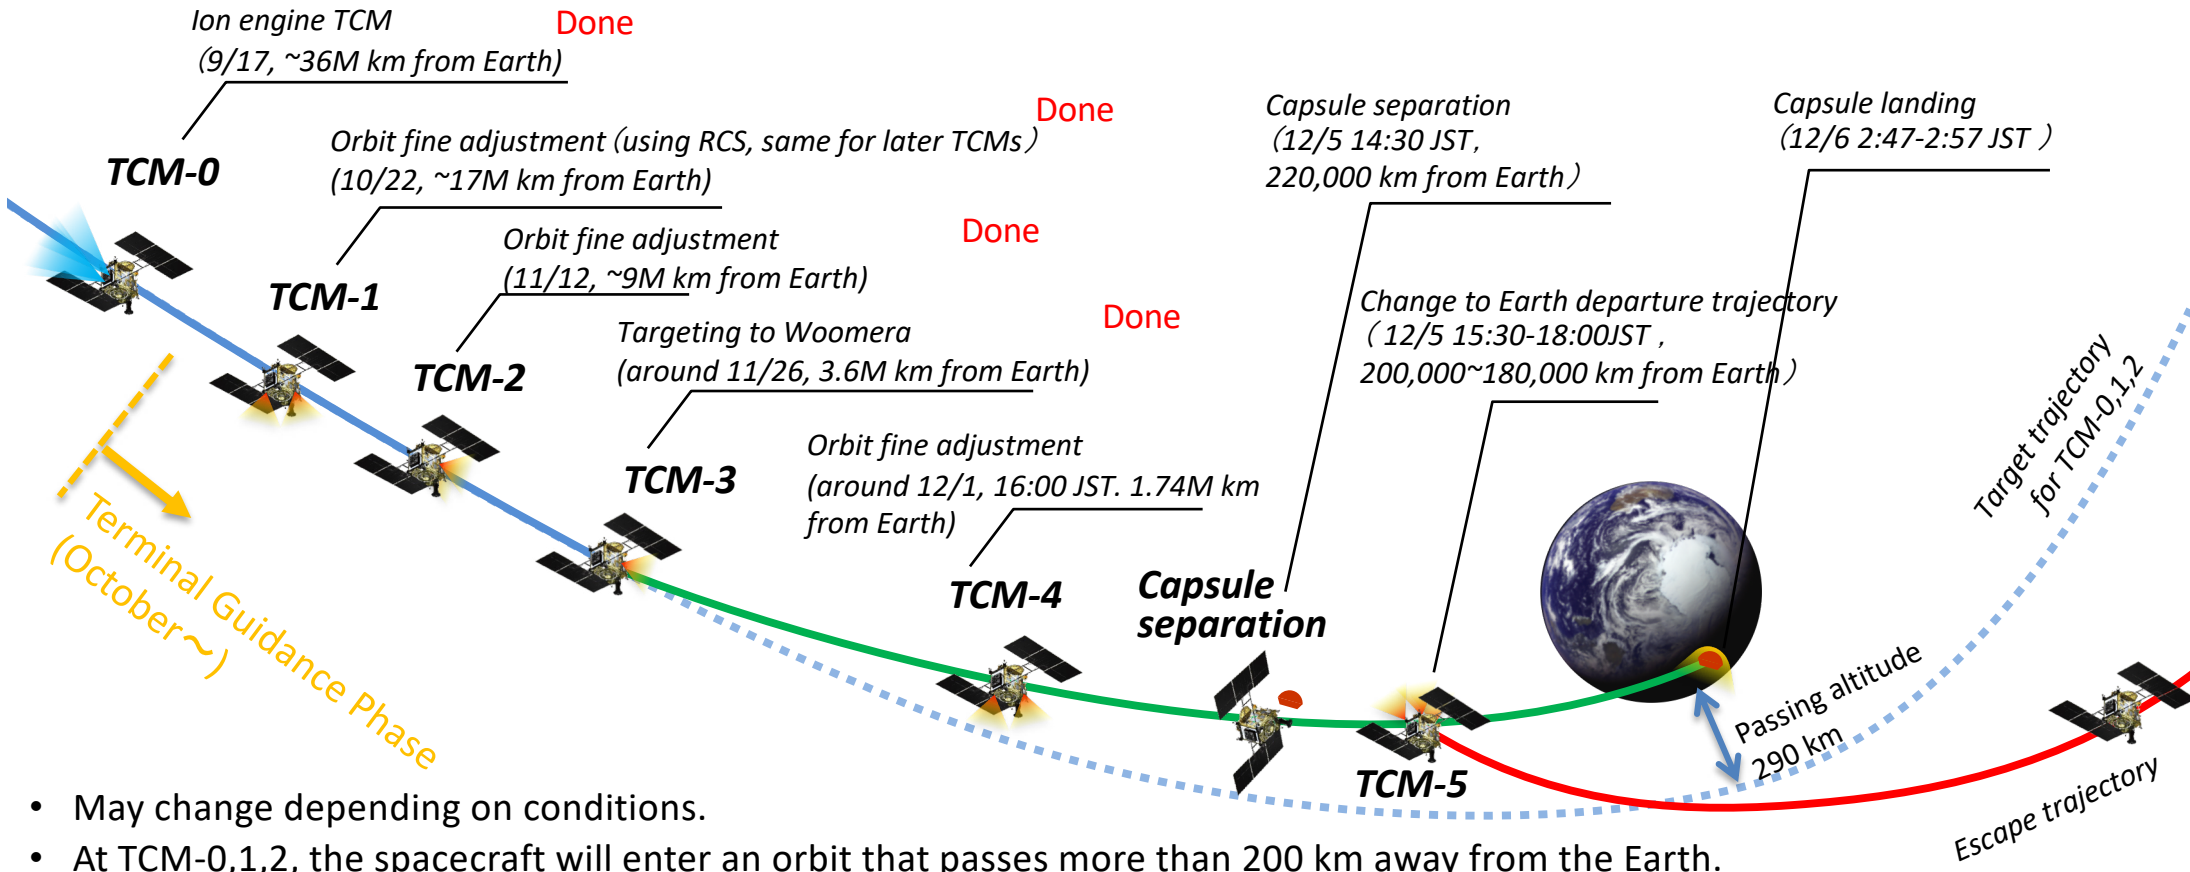 Ion engine TCM
Done
(9/17, ~36M km from Earth)
TCM-0
Orbit fine adjustment (using RCS, same for later TCMs)
Done
(10/22, ~17M km from Earth)
TCM-1
Orbit fine adjustment
Done
(11/12, ~9M km from Earth)
TCM-2
Targeting to Woomera
Done
(around 11/26, 3.6M km from Earth)
TCM-3
Orbit fine adjustment
(around 12/1, 16:00 JST. 1.74M km
from Earth)
TCM-4
Capsule separation
(12/5 14:30 JST,
220,000 km from Earth)
Capsule
separation
Change to Earth departure trajectory
( 12/5 15:30-18:00JST ,
200,000~180,000 km from Earth)
TCM-5
Capsule landing
(12/6 2:47-2:57 JST )
Target trajectory
for TCM-0,1,2
Passing altitude
290 km
Escape trajectory
Terminal Guidance Phase
(October～)
• May change depending on conditions.
• At TCM-0,1,2, the spacecraft will enter an orbit that passes more than 200 km away from the Earth.